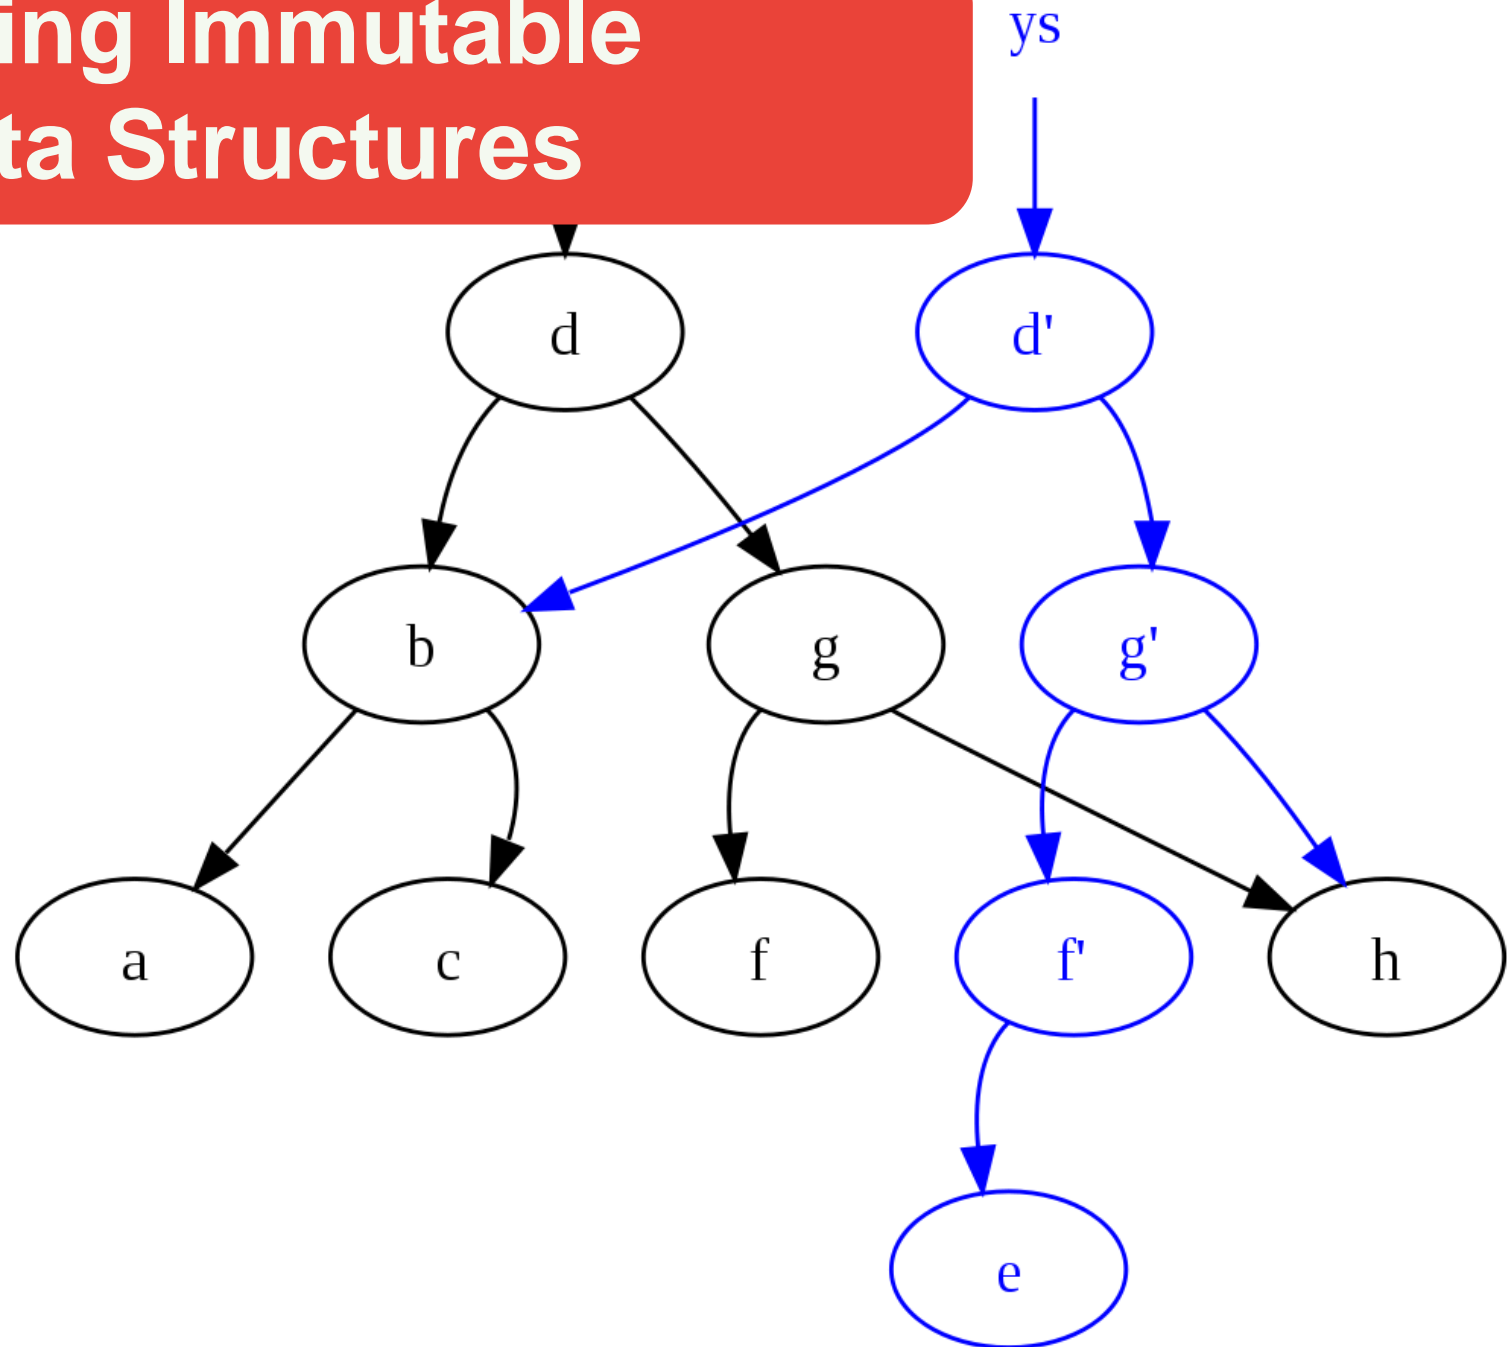 ing Immutable
ta Structures
ys
d
d'
b
g
g'
a
c
f
f'
h
e